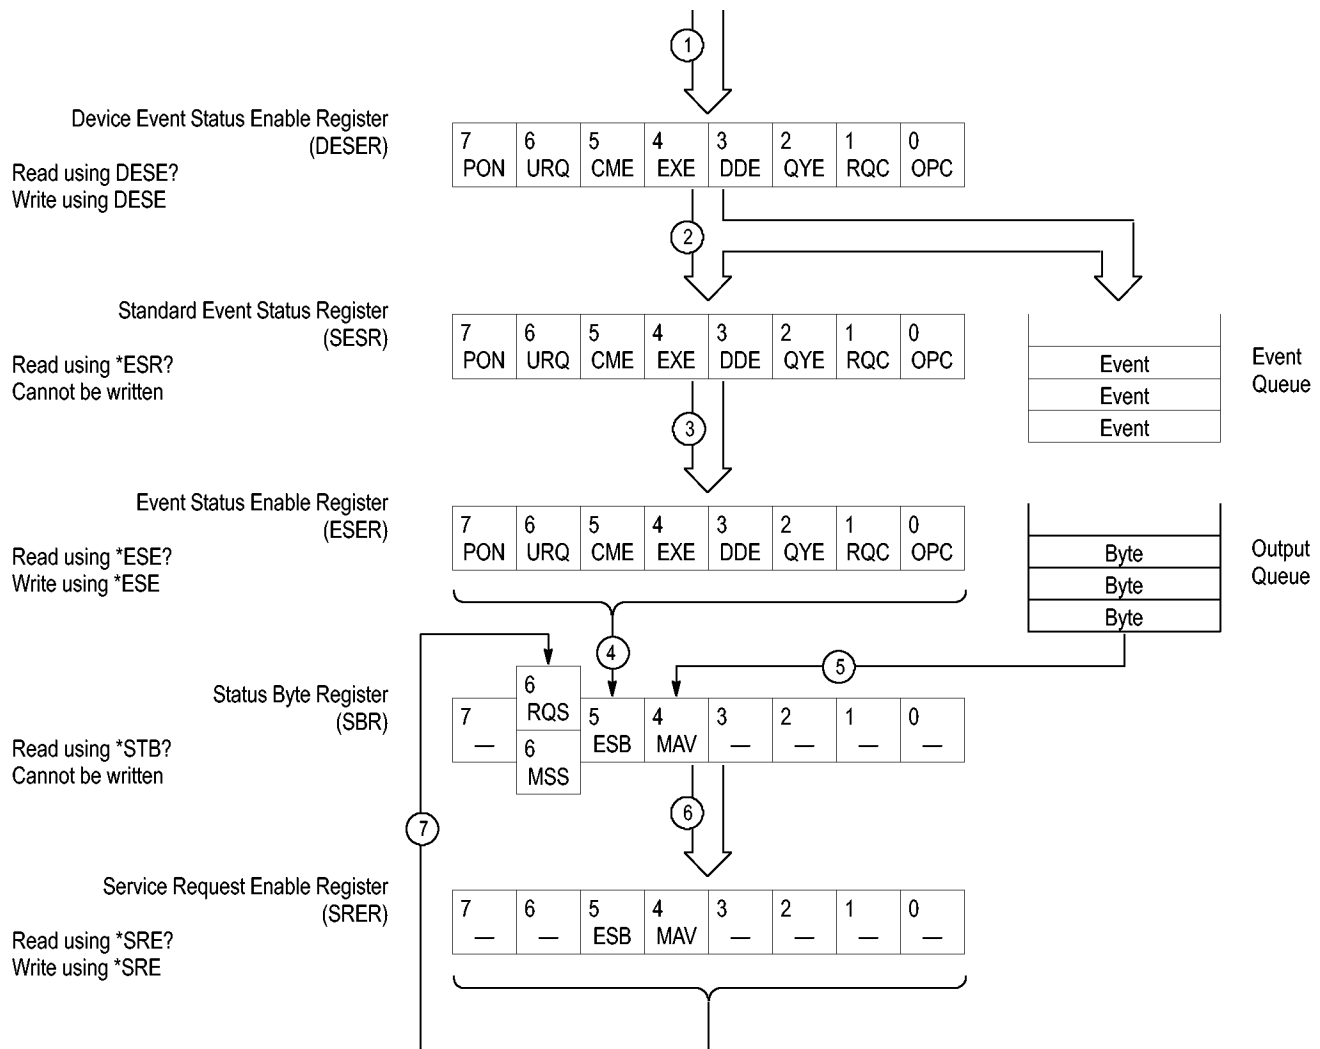 1
Device Event Status Enable Register
(DESER)
Read using DESE?
Write using DESE
7 6 5 4 3 2 1 0
PON URQ CME EXE DDE QYE RQC OPC
2
Standard Event Status Register
(SESR)
Read using *ESR?
Cannot be written
7 6 5 4 3 2 1 0
PON URQ CME EXE DDE QYE RQC OPC
Event
Event
Event
Event
Queue
3
Event Status Enable Register
(ESER)
Read using *ESE?
Write using *ESE
7 6 5 4 3 2 1 0
PON URQ CME EXE DDE QYE RQC OPC
Byte
Byte
Byte
Output
Queue
4
5
Status Byte Register
(SBR)
Read using *STB?
Cannot be written
6
RQS
7 5 4 3 2 1 0
— ESB MAV — — — —
6
MSS
6
7
Service Request Enable Register
(SRER)
Read using *SRE?
Write using *SRE
7 6 5 4 3 2 1 0
— — ESB MAV — — — —